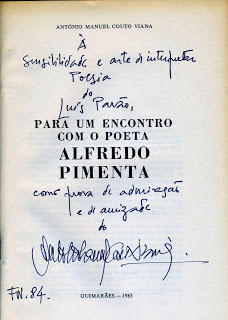 ANTÓNIO MANUEL COUTO VIANA
À
sensibilidade e arte de interpretar
Poesia
do
Luís Pavão,
PARA UM ENCONTRO
COM O POETA
ALFREDO
PIMENTA
como prova de admiração
e de amizade
do
84.
GUIMARÃES — 1983